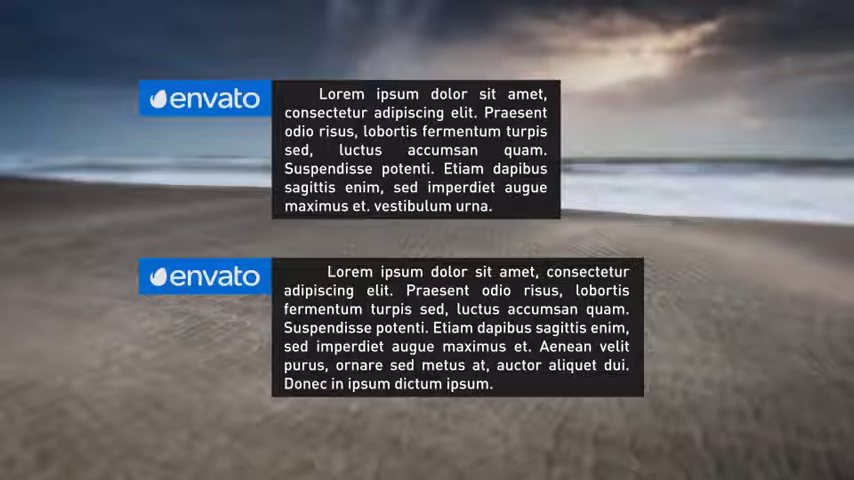 envato
Lorem ipsum dolor sit amet,
consectetur adipiscing elit. Praesent
odio risus, lobortis fermentum turpis
sed, luctus accumsan quam.
Suspendisse potenti. Etiam dapibus
sagittis enim, sed imperdiet augue
maximus et, vestibulum urna.
envato
Lorem ipsum dolor sit amet, consectetur
adipiscing elit. Praesent odio risus, lobortis
fermentum turpis sed, luctus accumsan quam.
Suspendisse potenti. Etiam dapibus sagittis enim,
sed imperdiet augue maximus et. Aenean velit
purus, ornare sed metus at, auctor aliquet dui.
Donec in ipsum dictum ipsum.